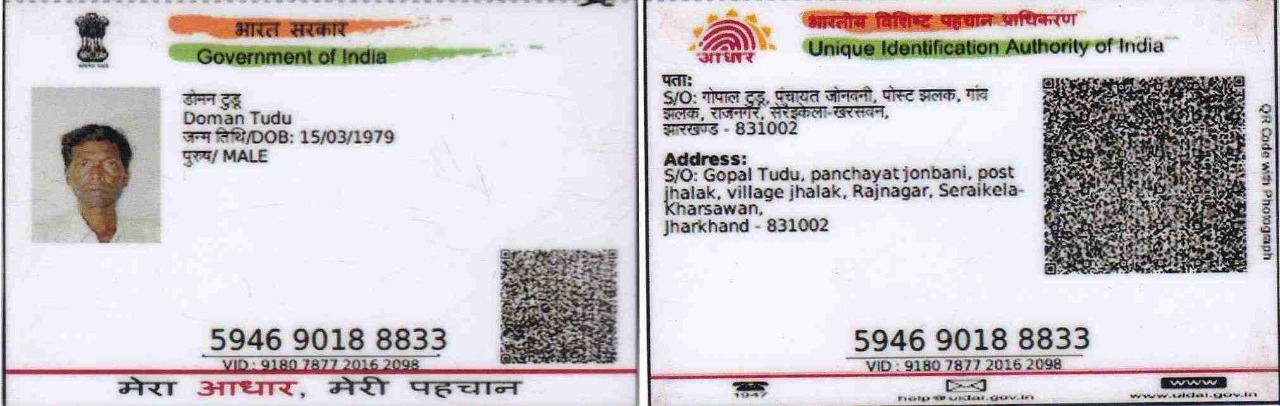 भारत सरकार
Government of India
डोमन टुडू
Doman Tudu
जन्म तिथि/DOB: 15/03/1979
पुरुष/ MALE
5946 9018 8833
VID : 9180 7877 2016 2098
मेरा आधार, मेरी पहचान
आधार
भारतीय विशिष्ट पहचान प्राधिकरण
Unique Identification Authority of India
पता:
S/O: गोपाल टुडू, पंचायत जोनवनी, पोस्ट झलक, गांव
झलक, राजनगर, सरेइकेला-खरसवन,
झारखण्ड - 831002
Address:
S/O: Gopal Tudu, panchayat jonbani, post
jhalak, village jhalak, Rajnagar, Seraikela-
Kharsawan,
Jharkhand - 831002
QR Code with Photograph
5946 9018 8833
VID : 9180 7877 2016 2098
1947
help@uidai.gov.in
www
www.uidai.gov.in